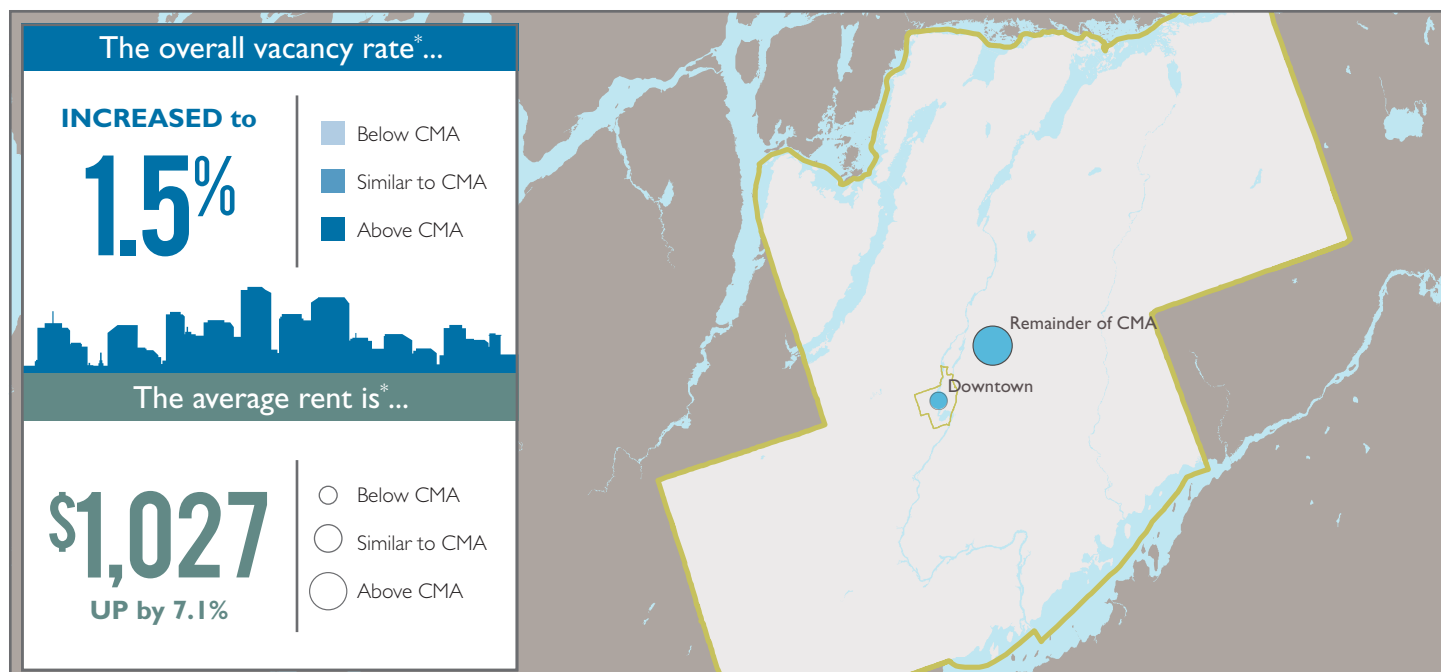 The overall vacancy rate*...
INCREASED to
1.5%
Below CMA
Similar to CMA
Above CMA
The average rent is*...
$1,027
UP by 7.1%
Below CMA
Similar to CMA
Above CMA
Remainder of CMA
Downtown